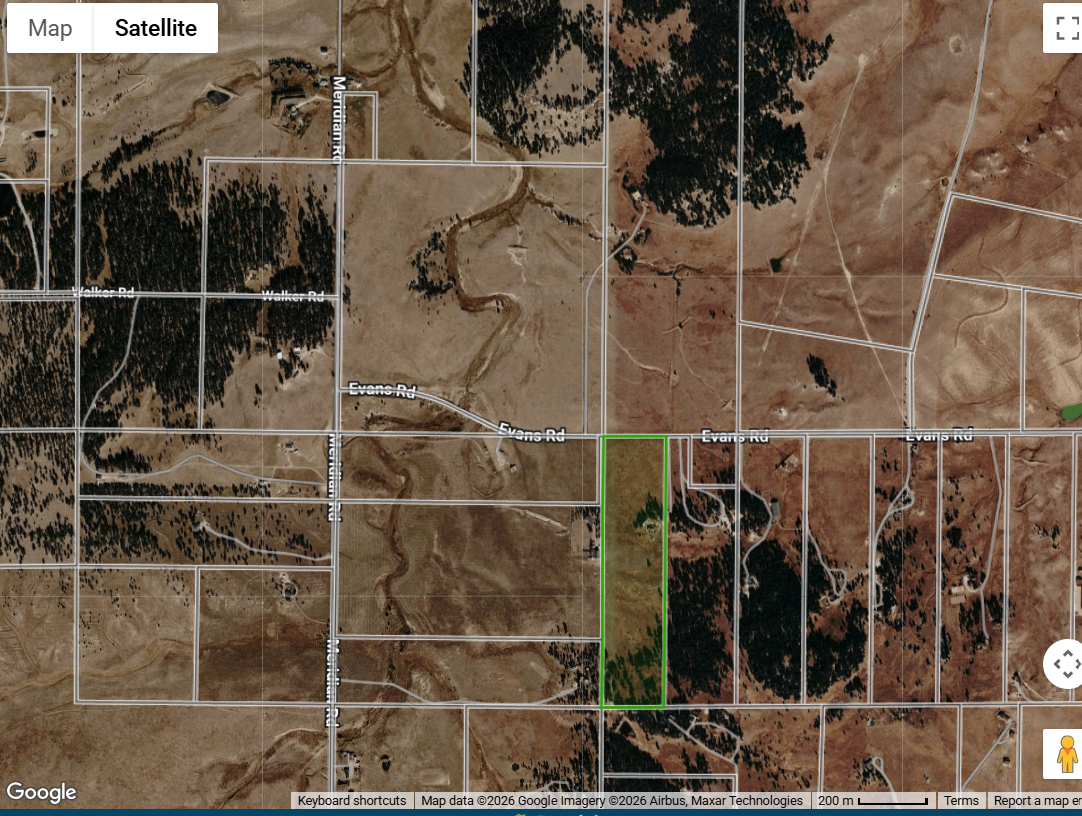 Map
Satellite
Meridian Rd
Walker Rd
Walker Rd
Evans Rd
Evans Rd
Evans Rd
Evans Rd
Meridian Rd
Meridian Rd
Google
Keyboard shortcuts
Map data ©2026 Google Imagery ©2026 Airbus, Maxar Technologies
200 m
Terms
Report a map er